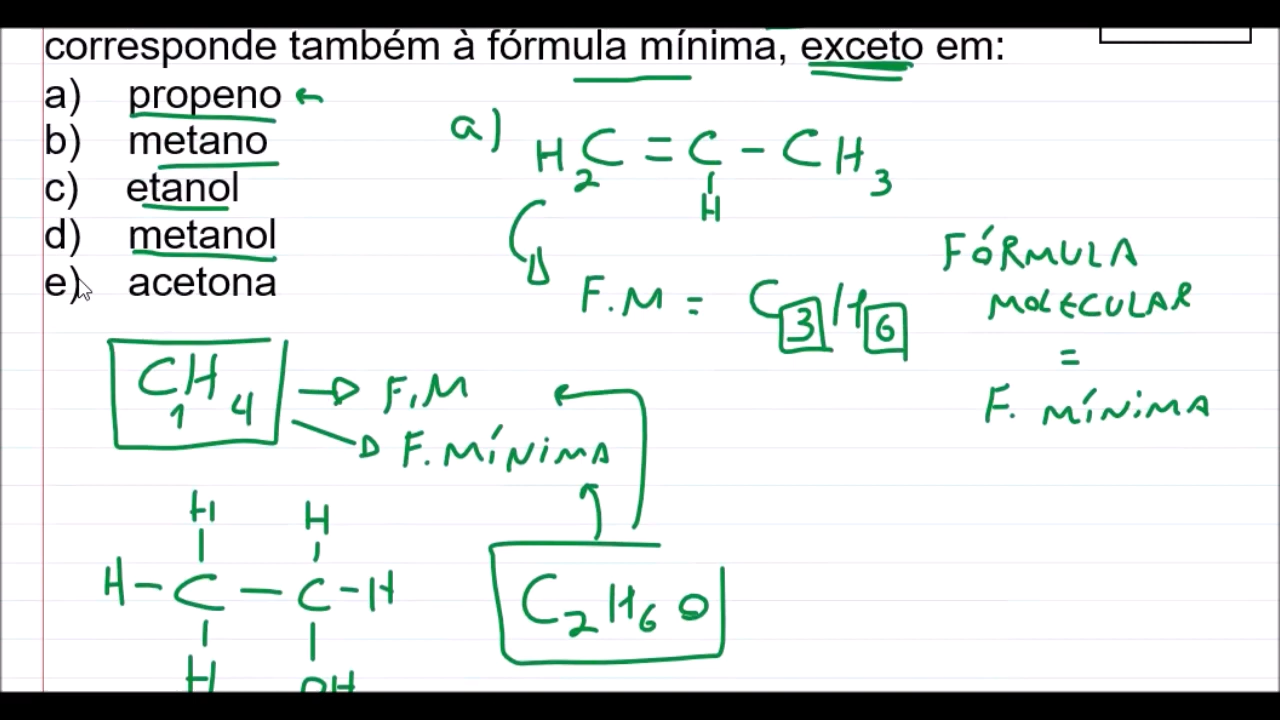 corresponde também à fórmula mínima, exceto em:
a) propeno
b) metano
c) etanol
d) metanol
e) acetona
a) H2C = C - CH3
H
F.M = C3H6
FÓRMULA
MOLECULAR
=
F. MÍNIMA
CH4
1
F.M
F. MÍNIMA
H H
H - C - C - H
H OH
C2H6O